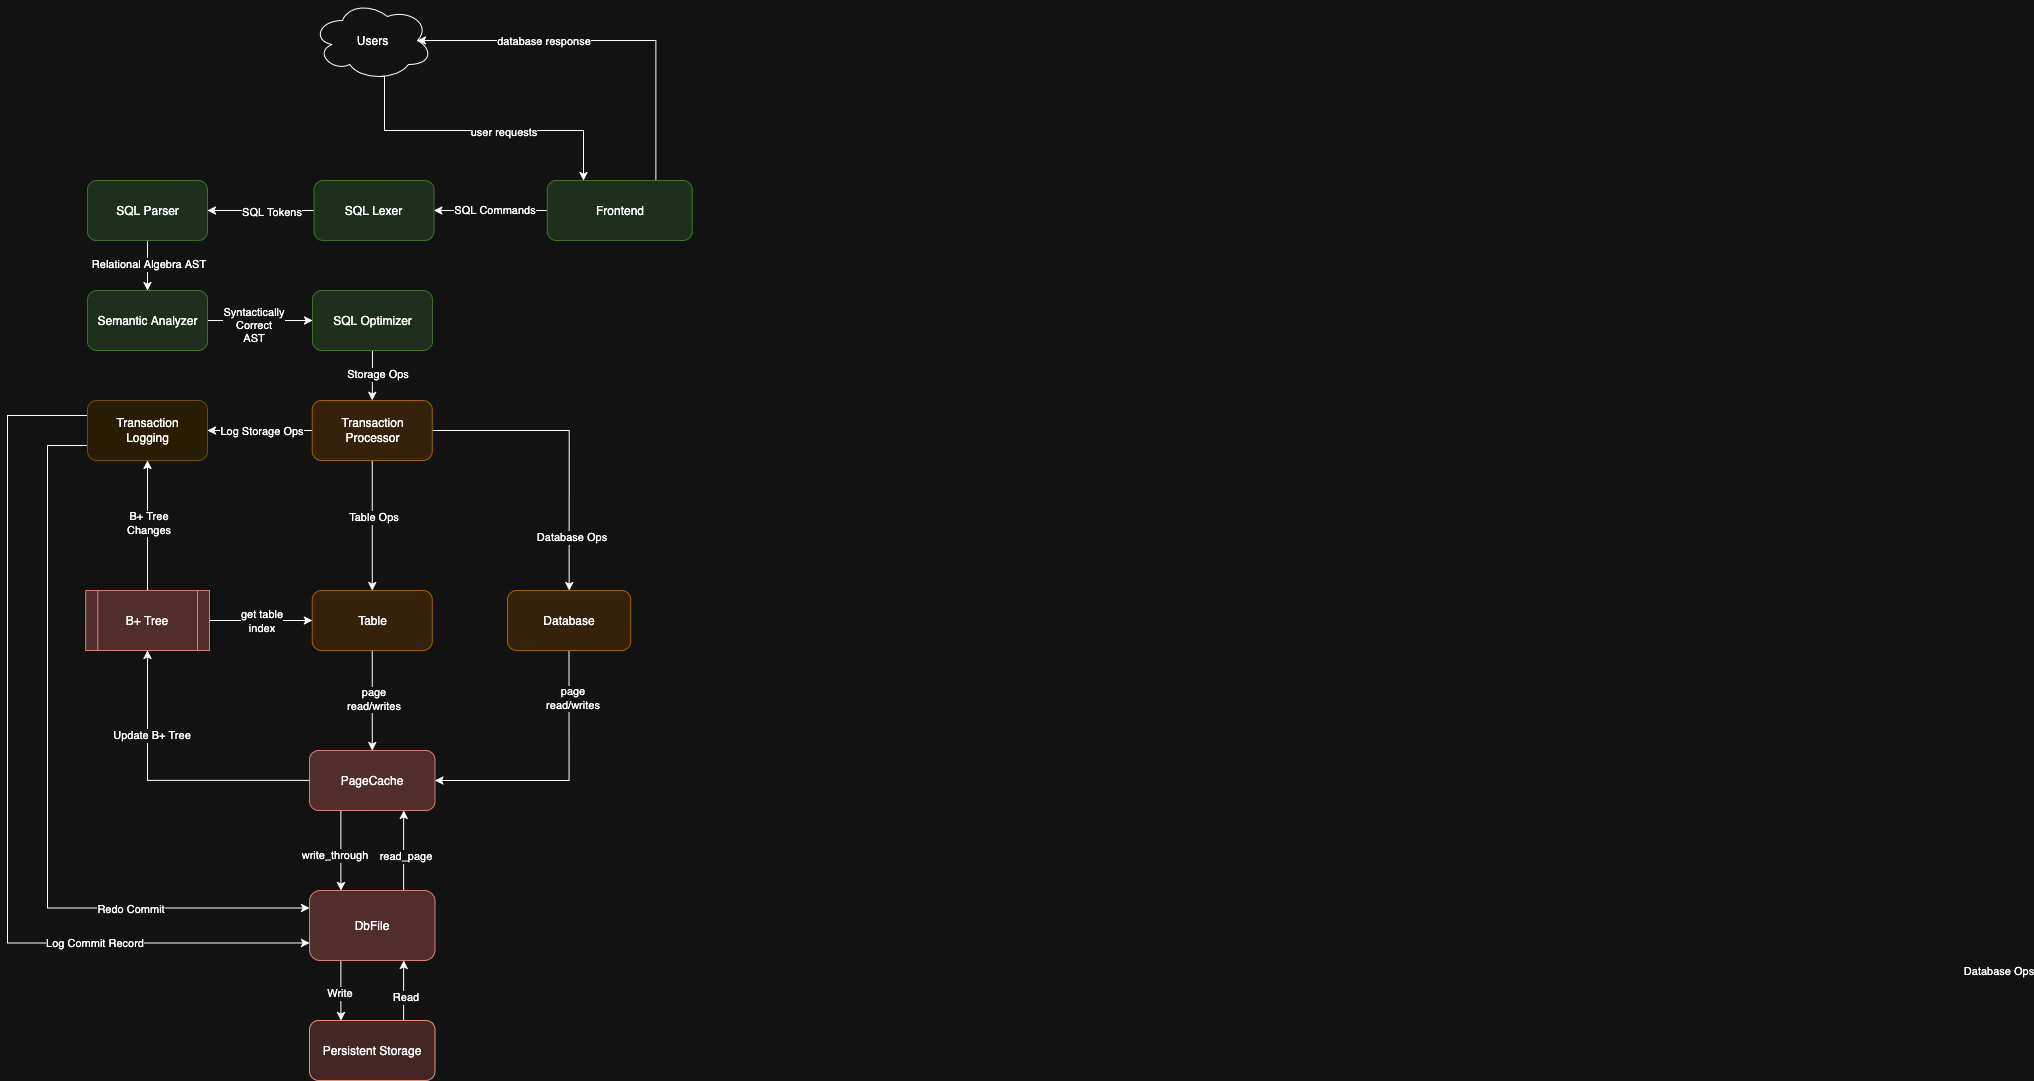 Users
database response
user requests
SQL Parser
SQL Tokens
SQL Lexer
SQL Commands
Frontend
Relational Algebra AST
Semantic Analyzer
Syntactically
Correct
AST
SQL Optimizer
Storage Ops
Transaction
Logging
Log Storage Ops
Transaction
Processor
B+ Tree
Changes
Table Ops
Database Ops
B+ Tree
get table
index
Table
Database
page
read/writes
page
read/writes
Update B+ Tree
PageCache
write_through
read_page
Redo Commit
DbFile
Log Commit Record
Database Ops
Write
Read
Persistent Storage